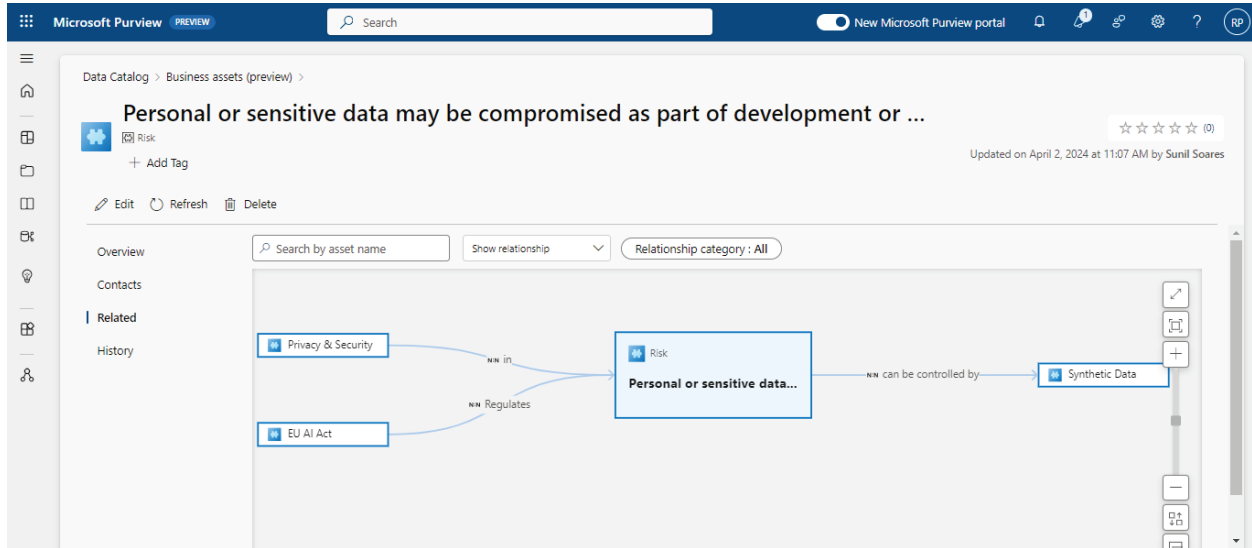 Microsoft Purview PREVIEW Search New Microsoft Purview portal 1 ? RP
Data Catalog > Business assets (preview) >
Personal or sensitive data may be compromised as part of development or ...
Risk
(0)
+ Add Tag
Updated on April 2, 2024 at 11:07 AM by Sunil Soares
Edit Refresh Delete
Overview
Contacts
Related
History
Search by asset name Show relationship Relationship category : All
Privacy & Security
N:N in
Risk
Personal or sensitive data...
N:N can be controlled by
Synthetic Data
N:N Regulates
EU AI Act